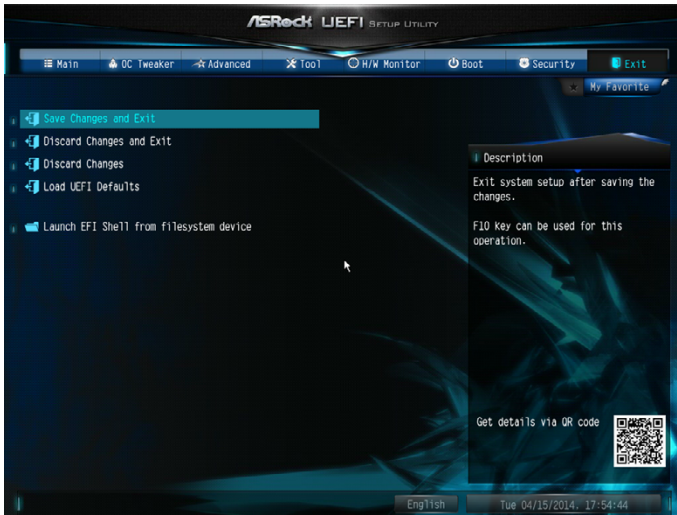 ASRock UEFI SETUP UTILITY
Main OC Tweaker Advanced Tool H/W Monitor Boot Security Exit
My Favorite
Save Changes and Exit
Discard Changes and Exit
Discard Changes
Load UEFI Defaults
Launch EFI Shell from filesystem device
Description
Exit system setup after saving the
changes.
F10 key can be used for this
operation.
Get details via QR code
English Tue 04/15/2014. 17:54:44